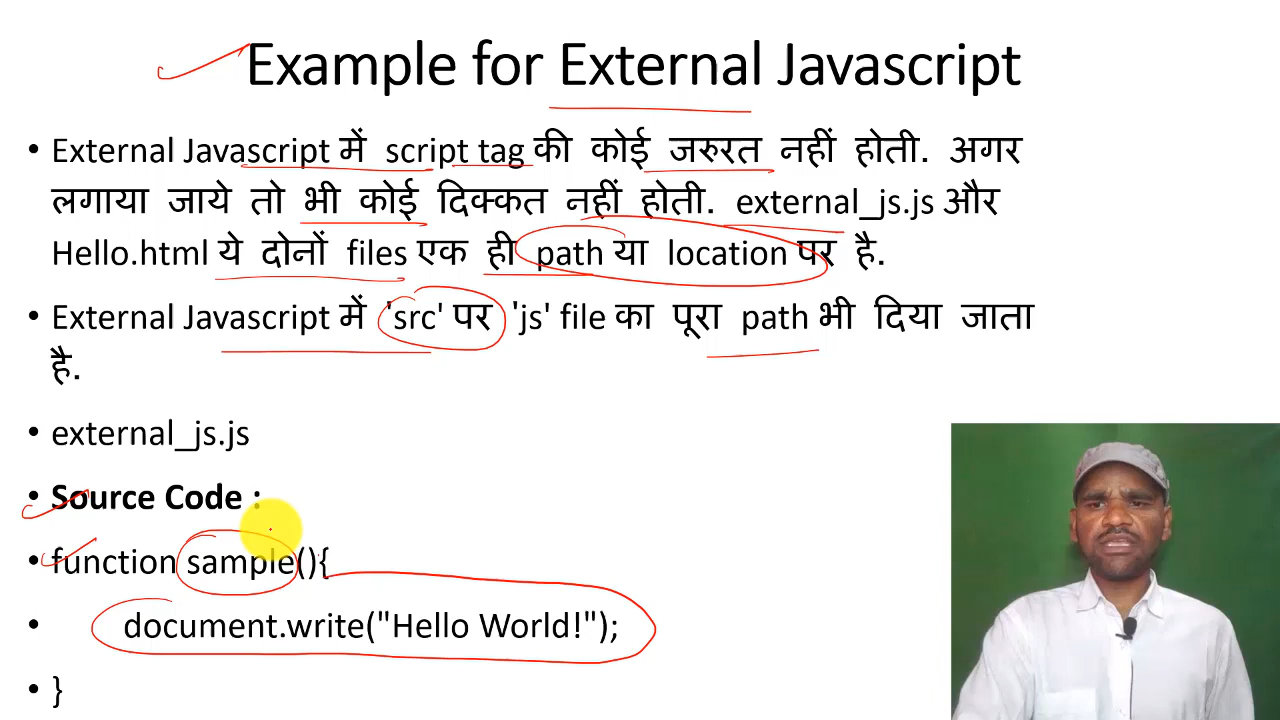 Example for External Javascript
• External Javascript में script tag की कोई जरुरत नहीं होती. अगर
लगाया जाये तो भी कोई दिक्कत नहीं होती. external_js.js और
Hello.html ये दोनों files एक ही path या location पर है.
• External Javascript में 'src' पर 'js' file का पूरा path भी दिया जाता
है.
• external_js.js
• Source Code :
• function sample(){
• document.write("Hello World!");
• }